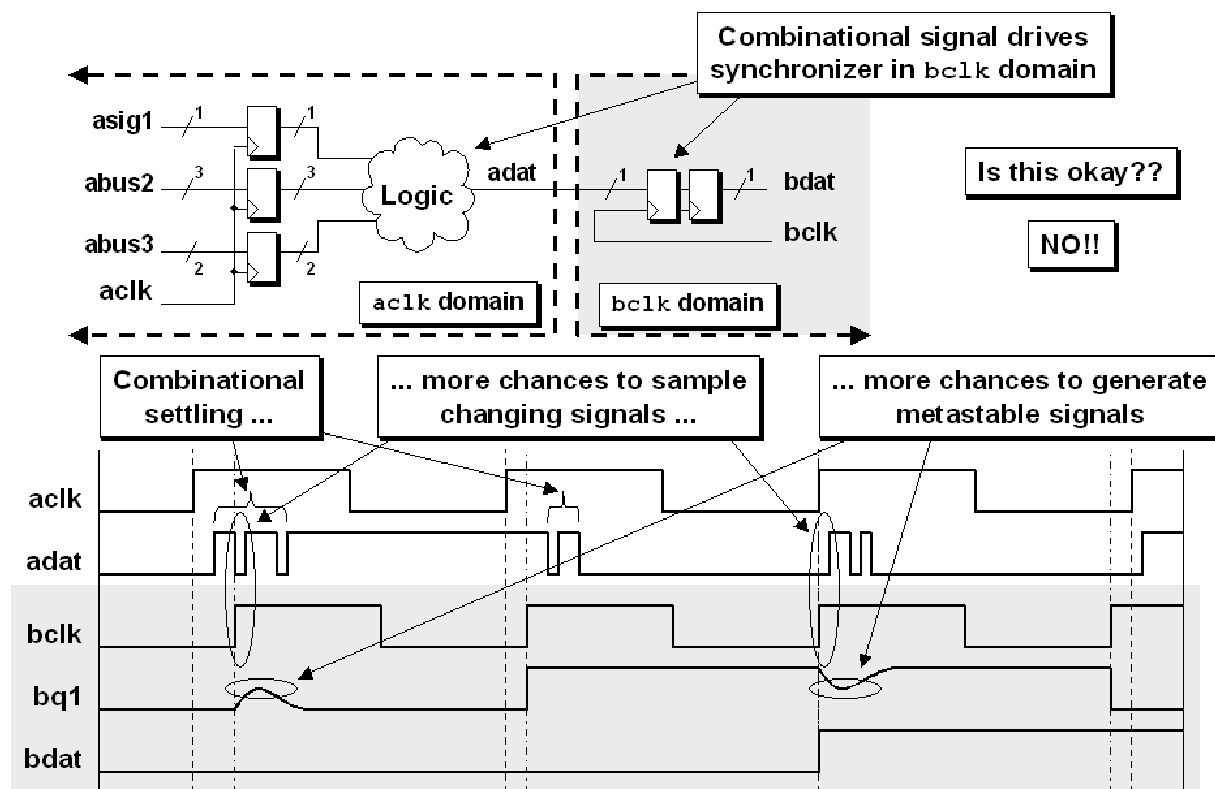 Combinational signal drives
synchronizer in bclk domain
asig1
1
1
abus2
3
3
Logic
adat
1
1
bdat
abus3
2
2
bclk
aclk
aclk domain
bclk domain
Is this okay??
NO!!
Combinational
settling ...
... more chances to sample
changing signals ...
... more chances to generate
metastable signals
aclk
adat
bclk
bq1
bdat